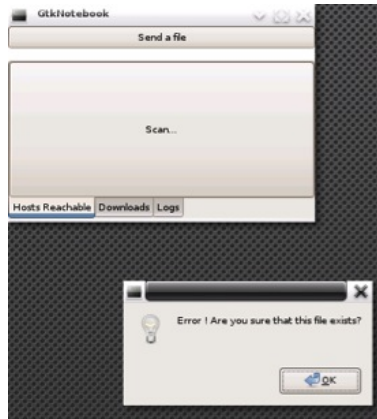 GtkNotebook
Send a file
Scan...
Hosts Reachable Downloads Logs
Error ! Are you sure that this file exists?
OK